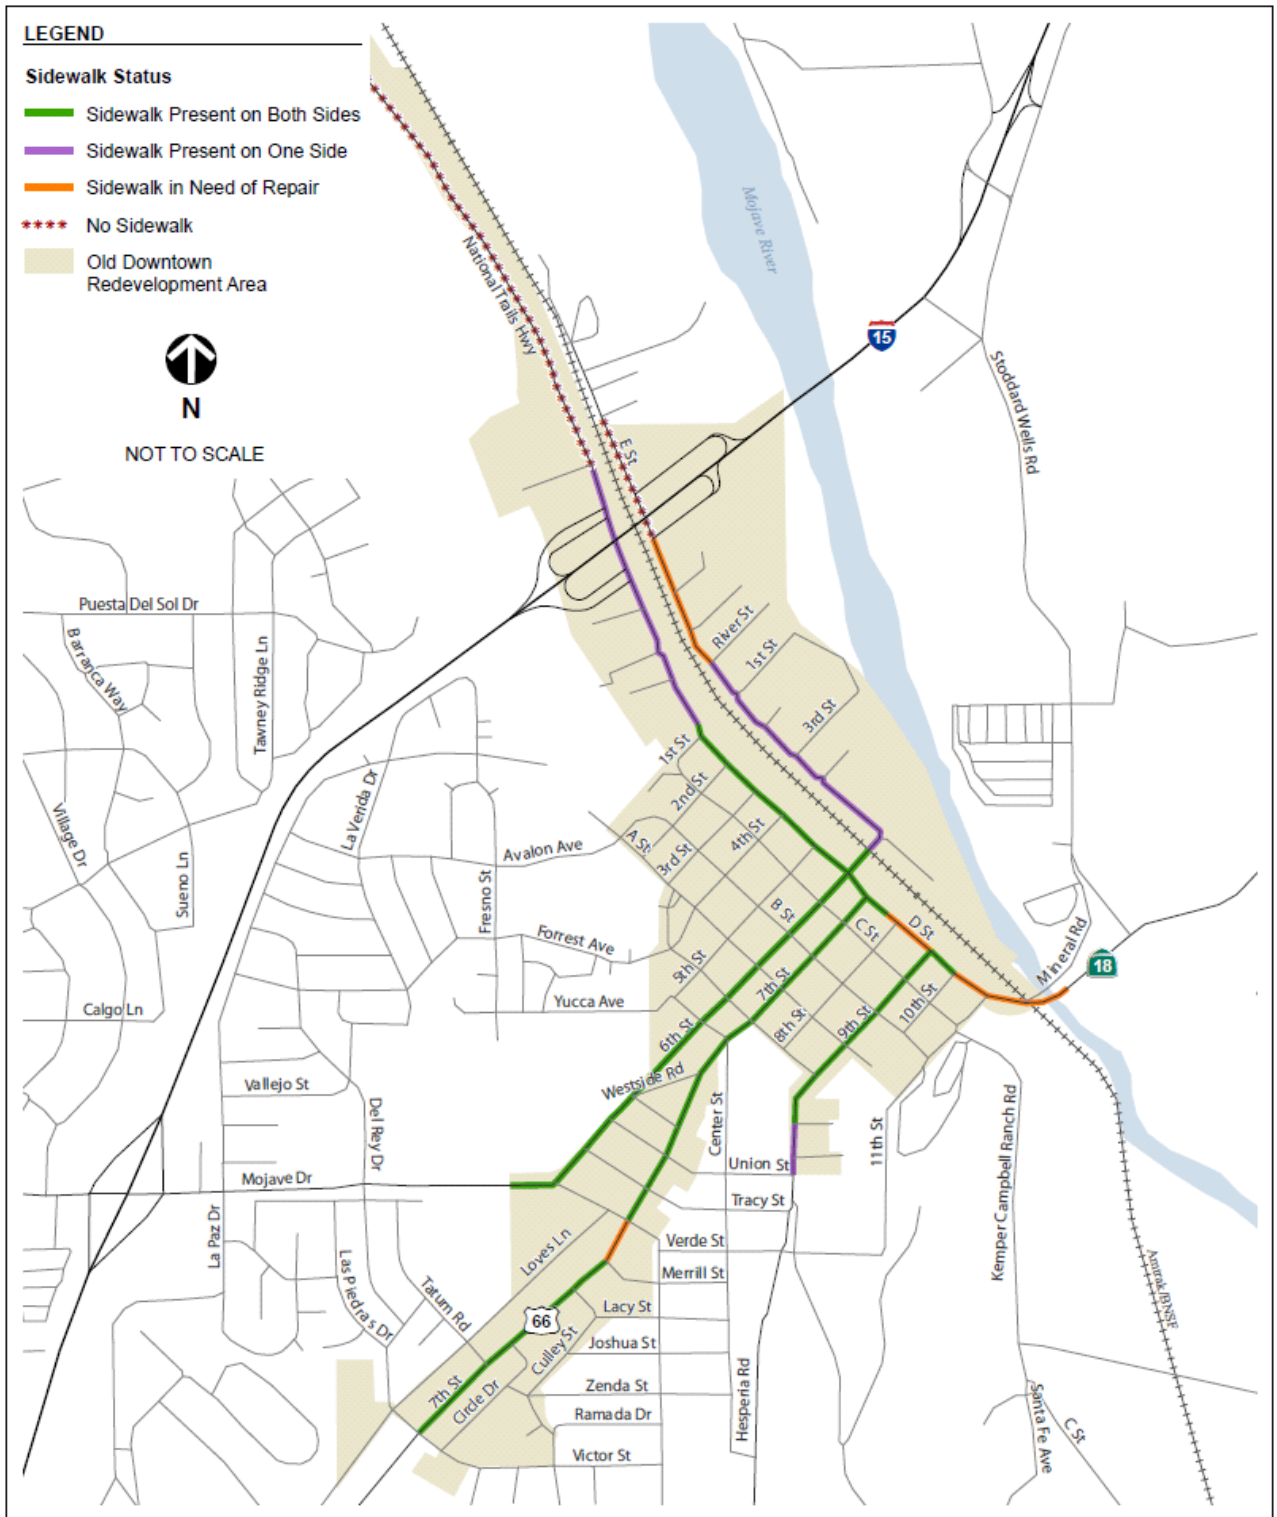 LEGEND
Sidewalk Status
Sidewalk Present on Both Sides
Sidewalk Present on One Side
Sidewalk in Need of Repair
No Sidewalk
Old Downtown
Redevelopment Area
N
NOT TO SCALE
Mojave River
National Trails Hwy
15
Stoddard Wells Rd
E St
Puesta Del Sol Dr
Barranca Way
Tawney Ridge Ln
River St
1st St
3rd St
1st St
2nd St
La Verida Dr
Village Dr
Sueno Ln
Avalon Ave
A St
3rd St
4th St
Fresno St
B St
C St
D St
Forrest Ave
5th St
7th St
Mineral Rd
18
Calgo Ln
Yucca Ave
6th St
8th St
9th St
10th St
Westside Rd
Vallejo St
Del Rey Dr
Center St
11th St
Kemper Campbell Ranch Rd
Mojave Dr
Union St
Tracy St
La Paz Dr
Loves Ln
Verde St
Merrill St
Las Piedras Dr
Tatum Rd
66
Lacy St
Culley St
Joshua St
Amtrak/BNSF
7th St
Circle Dr
Zenda St
Ramada Dr
Hesperia Rd
Victor St
Santa Fe Ave
C St